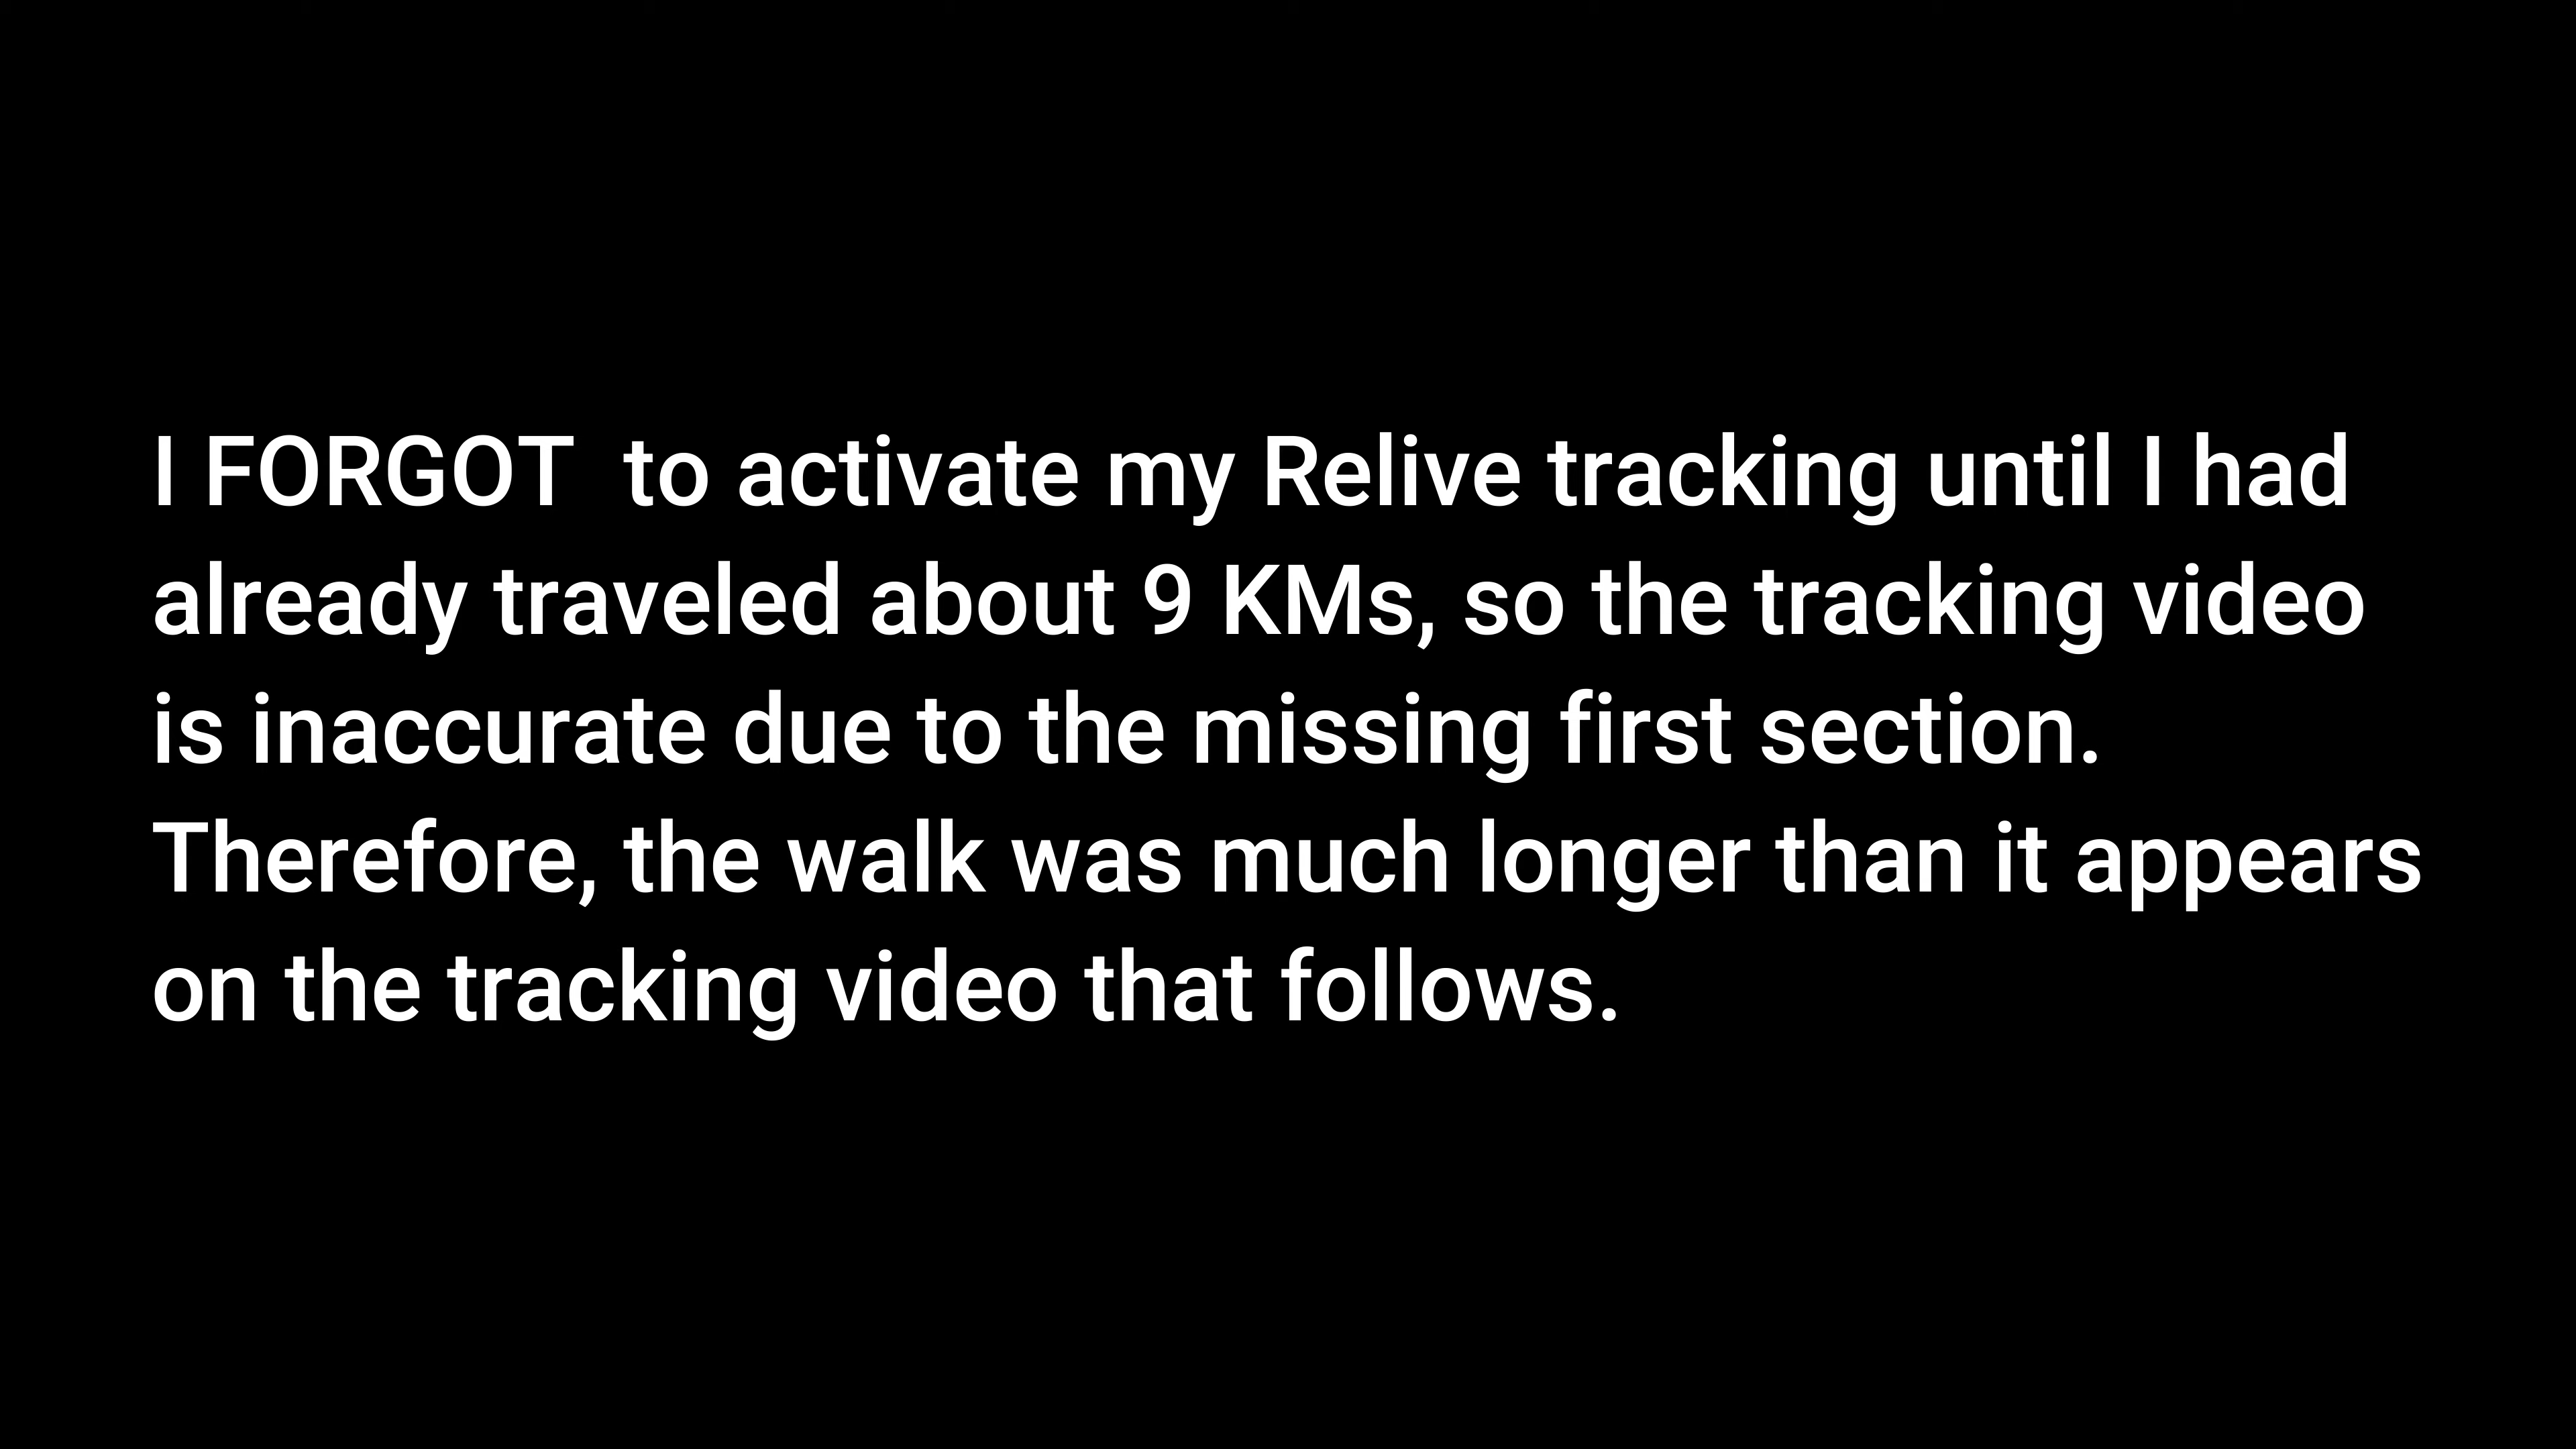 I FORGOT  to activate my Relive tracking until I had
already traveled about 9 KMs, so the tracking video
is inaccurate due to the missing first section.
Therefore, the walk was much longer than it appears
on the tracking video that follows.